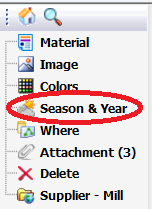 Material
Image
Colors
Season & Year
Where
Attachment (3)
Delete
Supplier - Mill